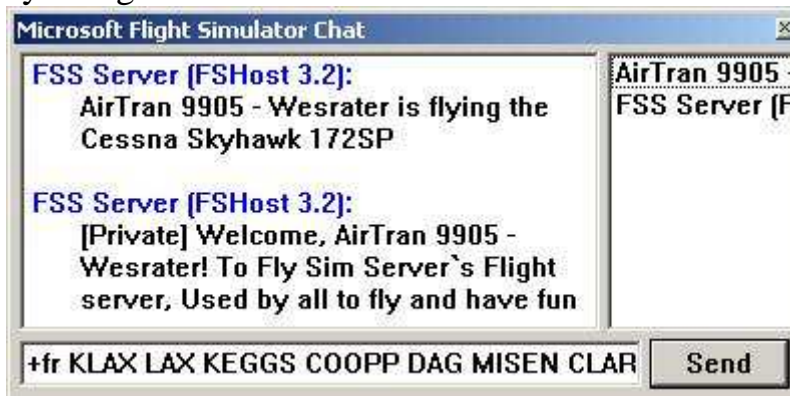 Microsoft Flight Simulator Chat
FSS Server (FSHost 3.2):
AirTran 9905 - Wesrater is flying the
Cessna Skyhawk 172SP
FSS Server (FSHost 3.2):
[Private] Welcome, AirTran 9905 -
Wesrater! To Fly Sim Server`s Flight
server, Used by all to fly and have fun
AirTran 9905 -
FSS Server (F
+fr KLAX LAX KEGGS COOPP DAG MISEN CLAR
Send